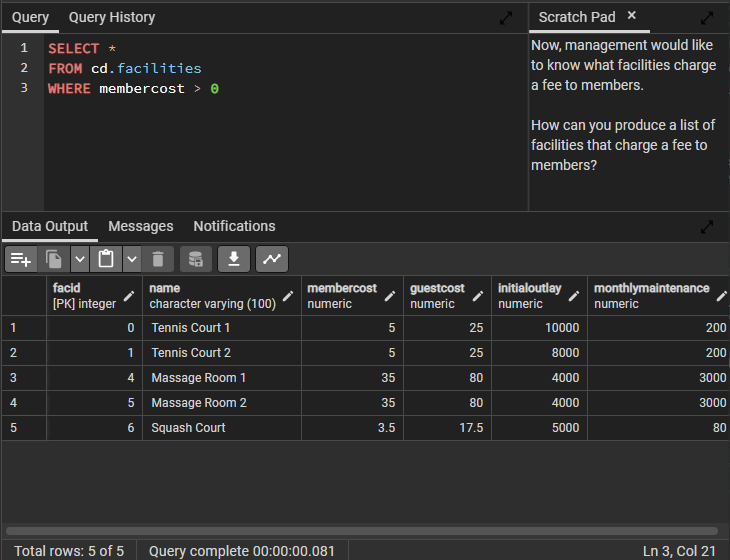 Query Query History
Scratch Pad ×
1 SELECT *
2 FROM cd.facilities
3 WHERE membercost > 0
Now, management would like
to know what facilities charge
a fee to members.
How can you produce a list of
facilities that charge a fee to
members?
Data Output Messages Notifications
facid name membercost guestcost initialoutlay monthlymaintenance
[PK] integer character varying (100) numeric numeric numeric numeric
1 0 Tennis Court 1 5 25 10000 200
2 1 Tennis Court 2 5 25 8000 200
3 4 Massage Room 1 35 80 4000 3000
4 5 Massage Room 2 35 80 4000 3000
5 6 Squash Court 3.5 17.5 5000 80
Total rows: 5 of 5 Query complete 00:00:00.081 Ln 3, Col 21